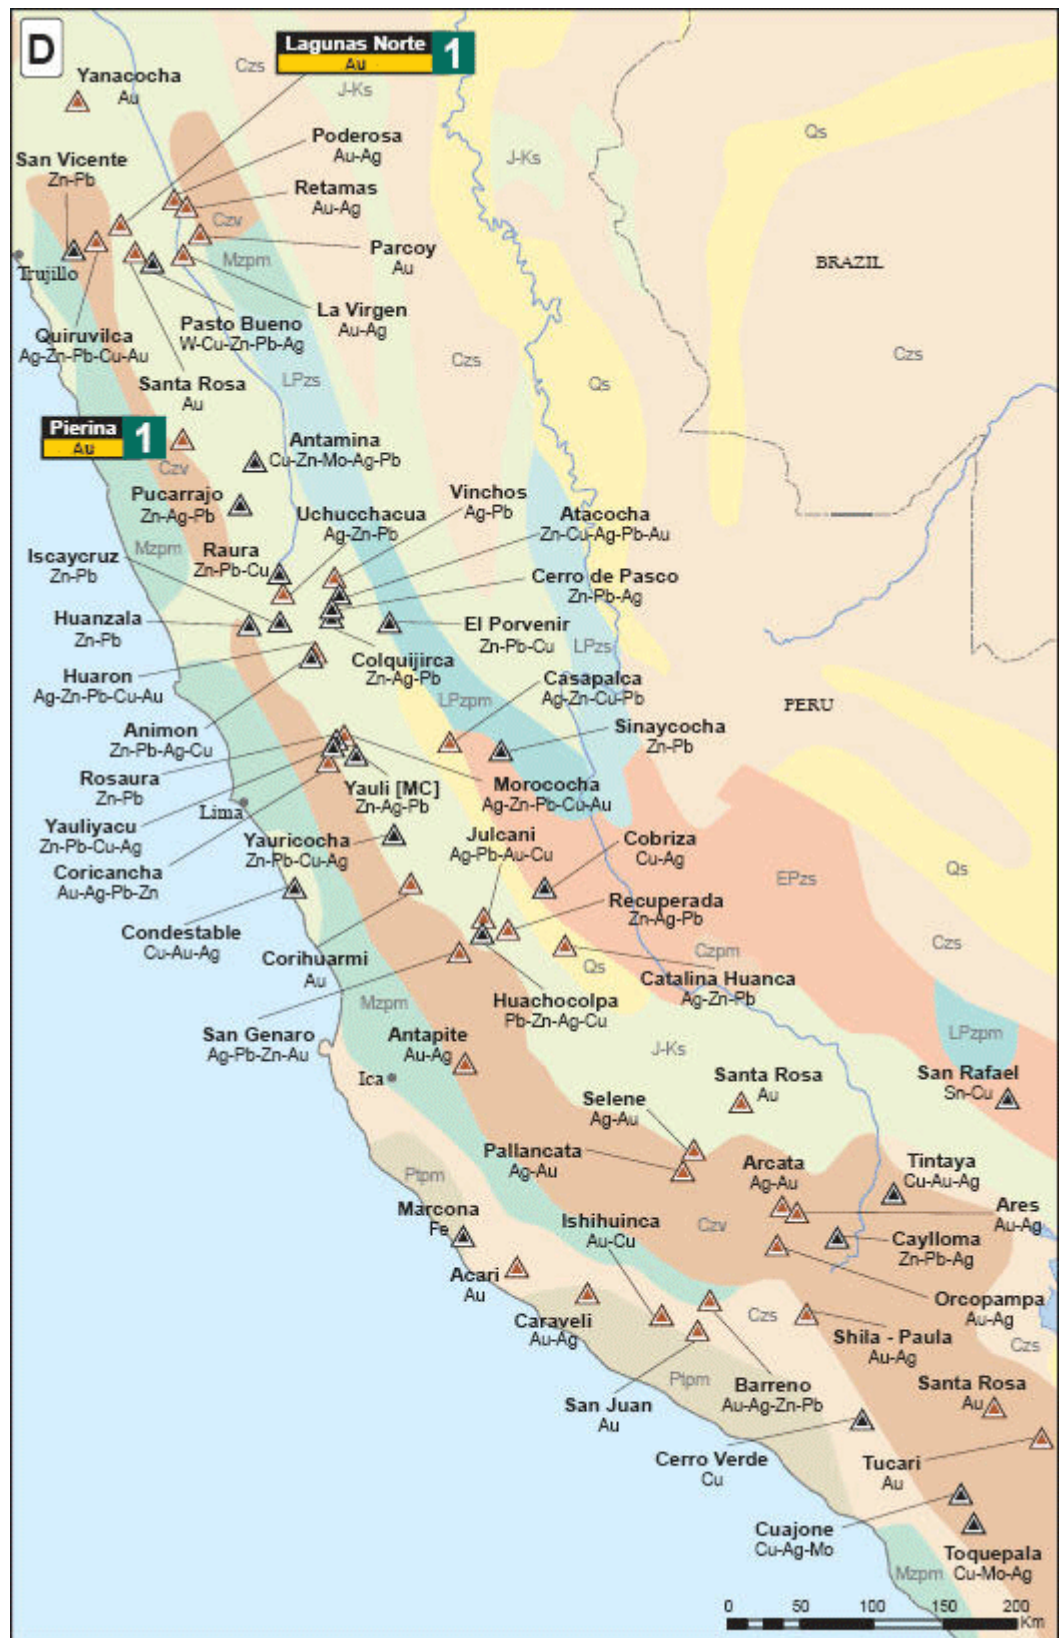 D
Lagunas Norte 1
Au
Yanacocha
Au
Czs
J-Ks
Qs
Poderosa
Au-Ag
J-Ks
San Vicente
Zn-Pb
Retamas
Au-Ag
Czv
Parcoy
Au
Mzpm
BRAZIL
Trujillo
La Virgen
Au-Ag
Pasto Bueno
W-Cu-Zn-Pb-Ag
Quiruvilca
Ag-Zn-Pb-Cu-Au
Czs
Czs
LPzs
Qs
Santa Rosa
Au
Pierina 1
Au
Antamina
Cu-Zn-Mo-Ag-Pb
Czv
Pucarrajo
Zn-Ag-Pb
Vinchos
Ag-Pb
Uchucchacua
Ag-Zn-Pb
Atacocha
Zn-Cu-Ag-Pb-Au
Mzpm
Raura
Zn-Pb-Cu
Iscaycruz
Zn-Pb
Cerro de Pasco
Zn-Pb-Ag
Huanzala
Zn-Pb
El Porvenir
Zn-Pb-Cu
LPzs
Colquijirca
Zn-Ag-Pb
Huaron
Ag-Zn-Pb-Cu-Au
Casapalca
Ag-Zn-Cu-Pb
LPzpm
PERU
Animon
Zn-Pb-Ag-Cu
Sinaycocha
Zn-Pb
Rosaura
Zn-Pb
Yauli [MC]
Zn-Ag-Pb
Morococha
Ag-Zn-Pb-Cu-Au
Lima
Yauliyacu
Zn-Pb-Cu-Ag
Yauricocha
Zn-Pb-Cu-Ag
Julcani
Ag-Pb-Au-Cu
Cobriza
Cu-Ag
Coricancha
Au-Ag-Pb-Zn
EPzs
Qs
Recuperada
Zn-Ag-Pb
Condestable
Cu-Au-Ag
Corihuarmi
Au
Czpm
Czs
Qs
Catalina Huanca
Ag-Zn-Pb
Mzpm
Huachocolpa
Pb-Zn-Ag-Cu
San Genaro
Ag-Pb-Zn-Au
Antapite
Au-Ag
J-Ks
LPzpm
Ica
Santa Rosa
Au
San Rafael
Sn-Cu
Selene
Ag-Au
Pallancata
Ag-Au
Arcata
Ag-Au
Tintaya
Cu-Au-Ag
Ptpm
Marcona
Fe
Ishihuinca
Au-Cu
Czv
Ares
Au-Ag
Caylloma
Zn-Pb-Ag
Acari
Au
Orcopampa
Au-Ag
Caraveli
Au-Ag
Czs
Shila - Paula
Au-Ag
Czs
Ptpm
Barreno
Au-Ag-Zn-Pb
Santa Rosa
Au
San Juan
Au
Cerro Verde
Cu
Tucari
Au
Cuajone
Cu-Ag-Mo
Toquepala
Cu-Mo-Ag
Mzpm
0 50 100 150 200
Km